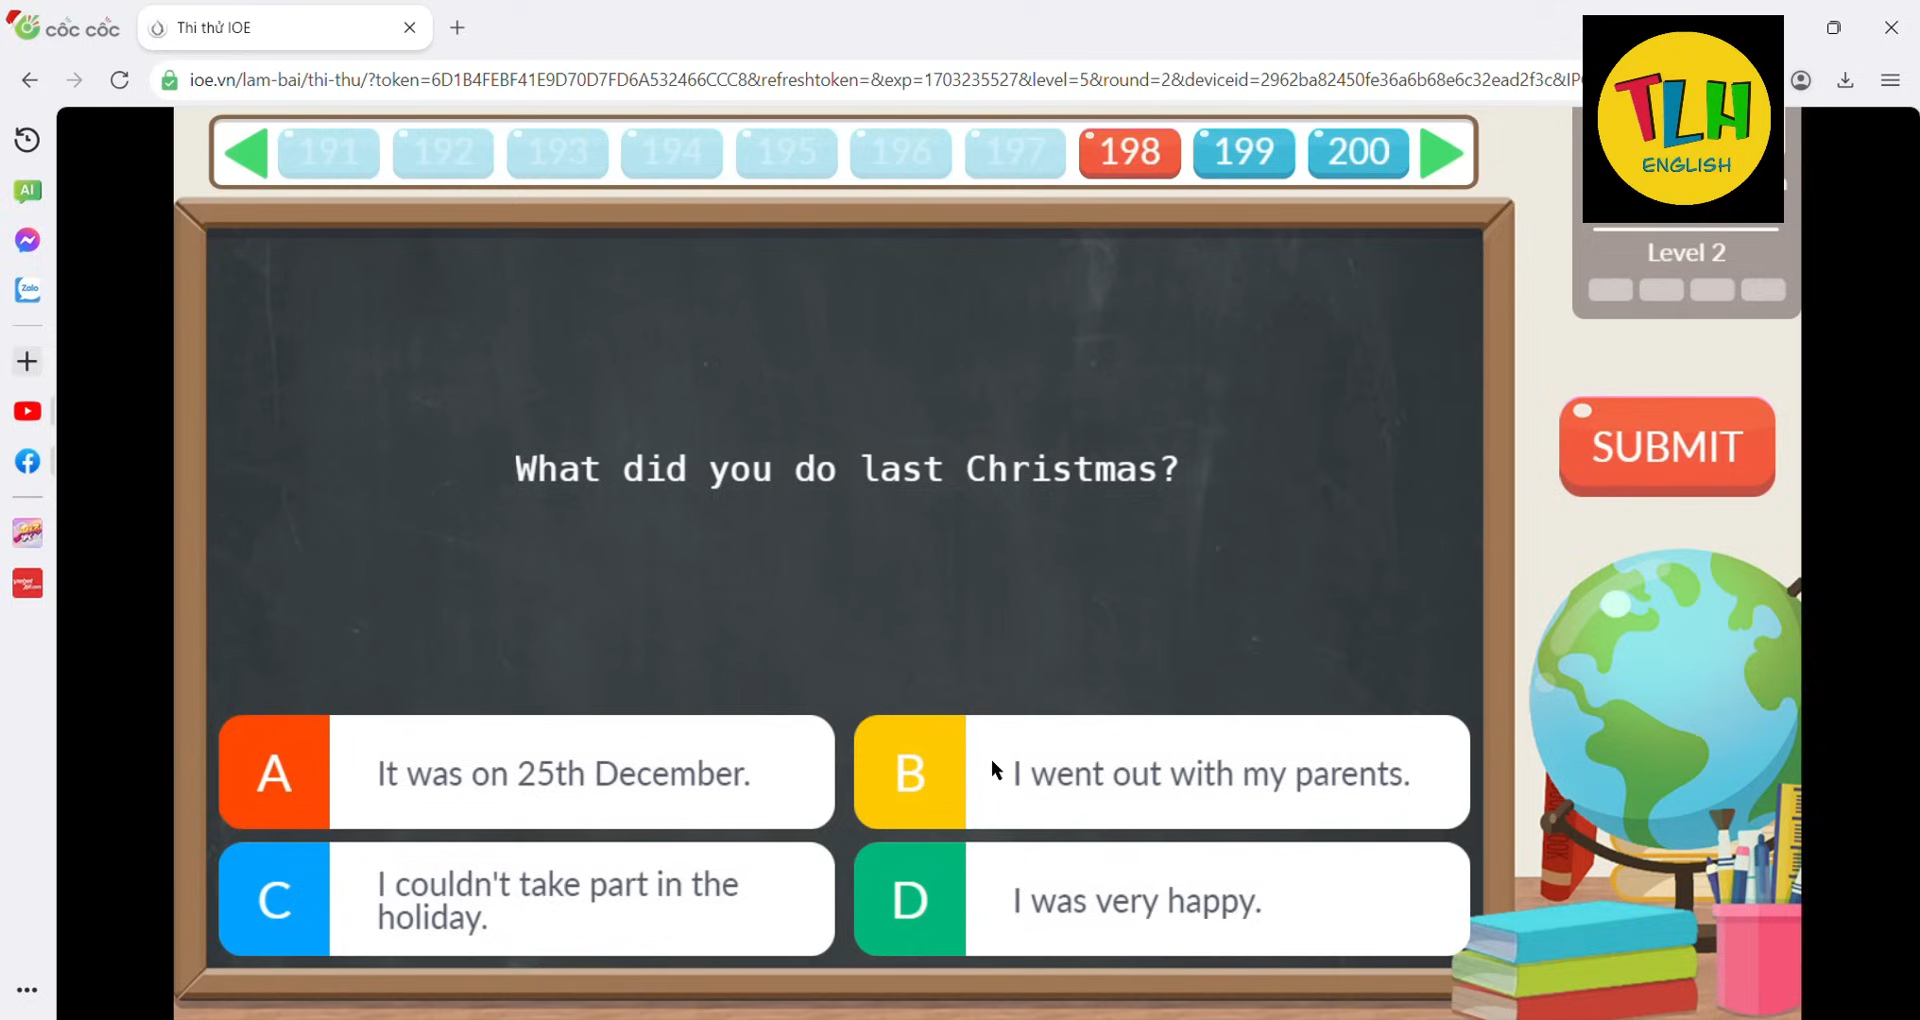 cốc cốc
Thi thử IOE
ioe.vn/lam-bai/thi-thu/?token=6D1B4FEBF41E9D70D7FD6A532466CCC8&refreshtoken=&exp=1703235527&level=5&round=2&deviceid=2962ba82450fe36a6b68e6c32ead2f3c&IP
TLH
ENGLISH
191 192 193 194 195 196 197 198 199 200
AI
Zalo
Level 2
SUBMIT
What did you do last Christmas?
A It was on 25th December.
B I went out with my parents.
C I couldn't take part in the
holiday.
D I was very happy.
BOOK